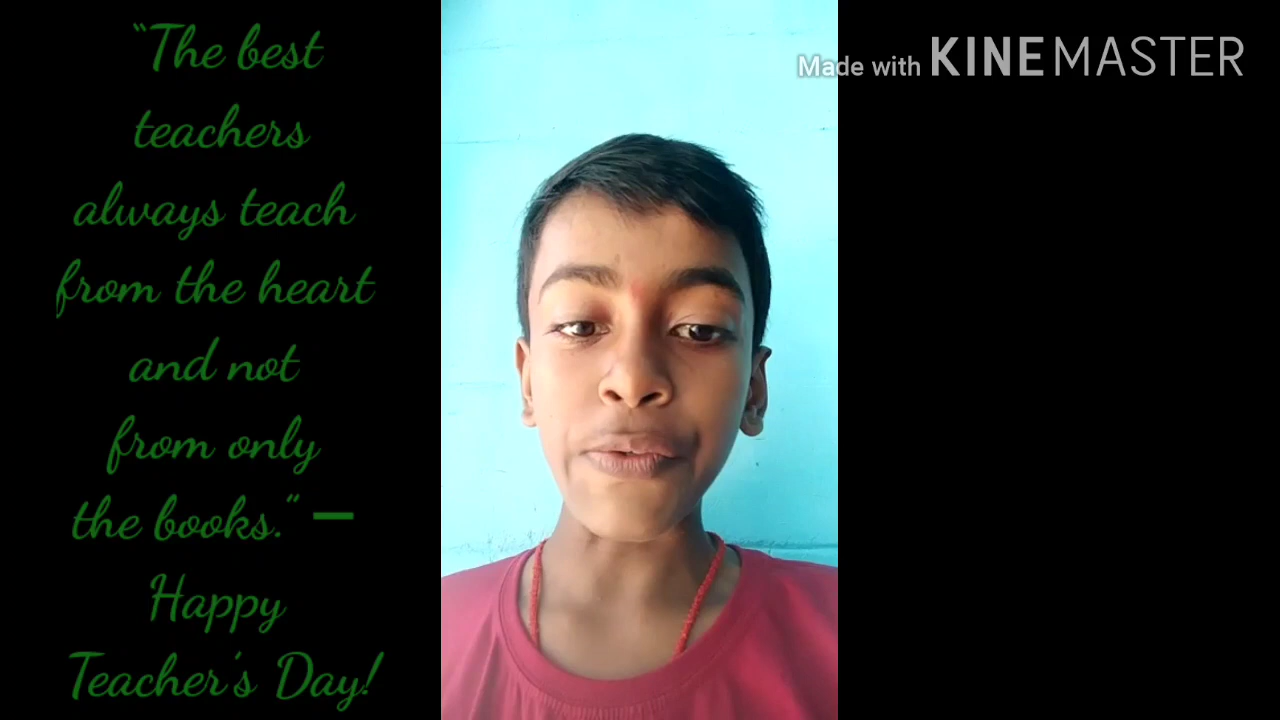 “The best
teachers
always teach
from the heart
and not
from only
the books.” —
Happy
Teacher’s Day!
Made with KINEMASTER